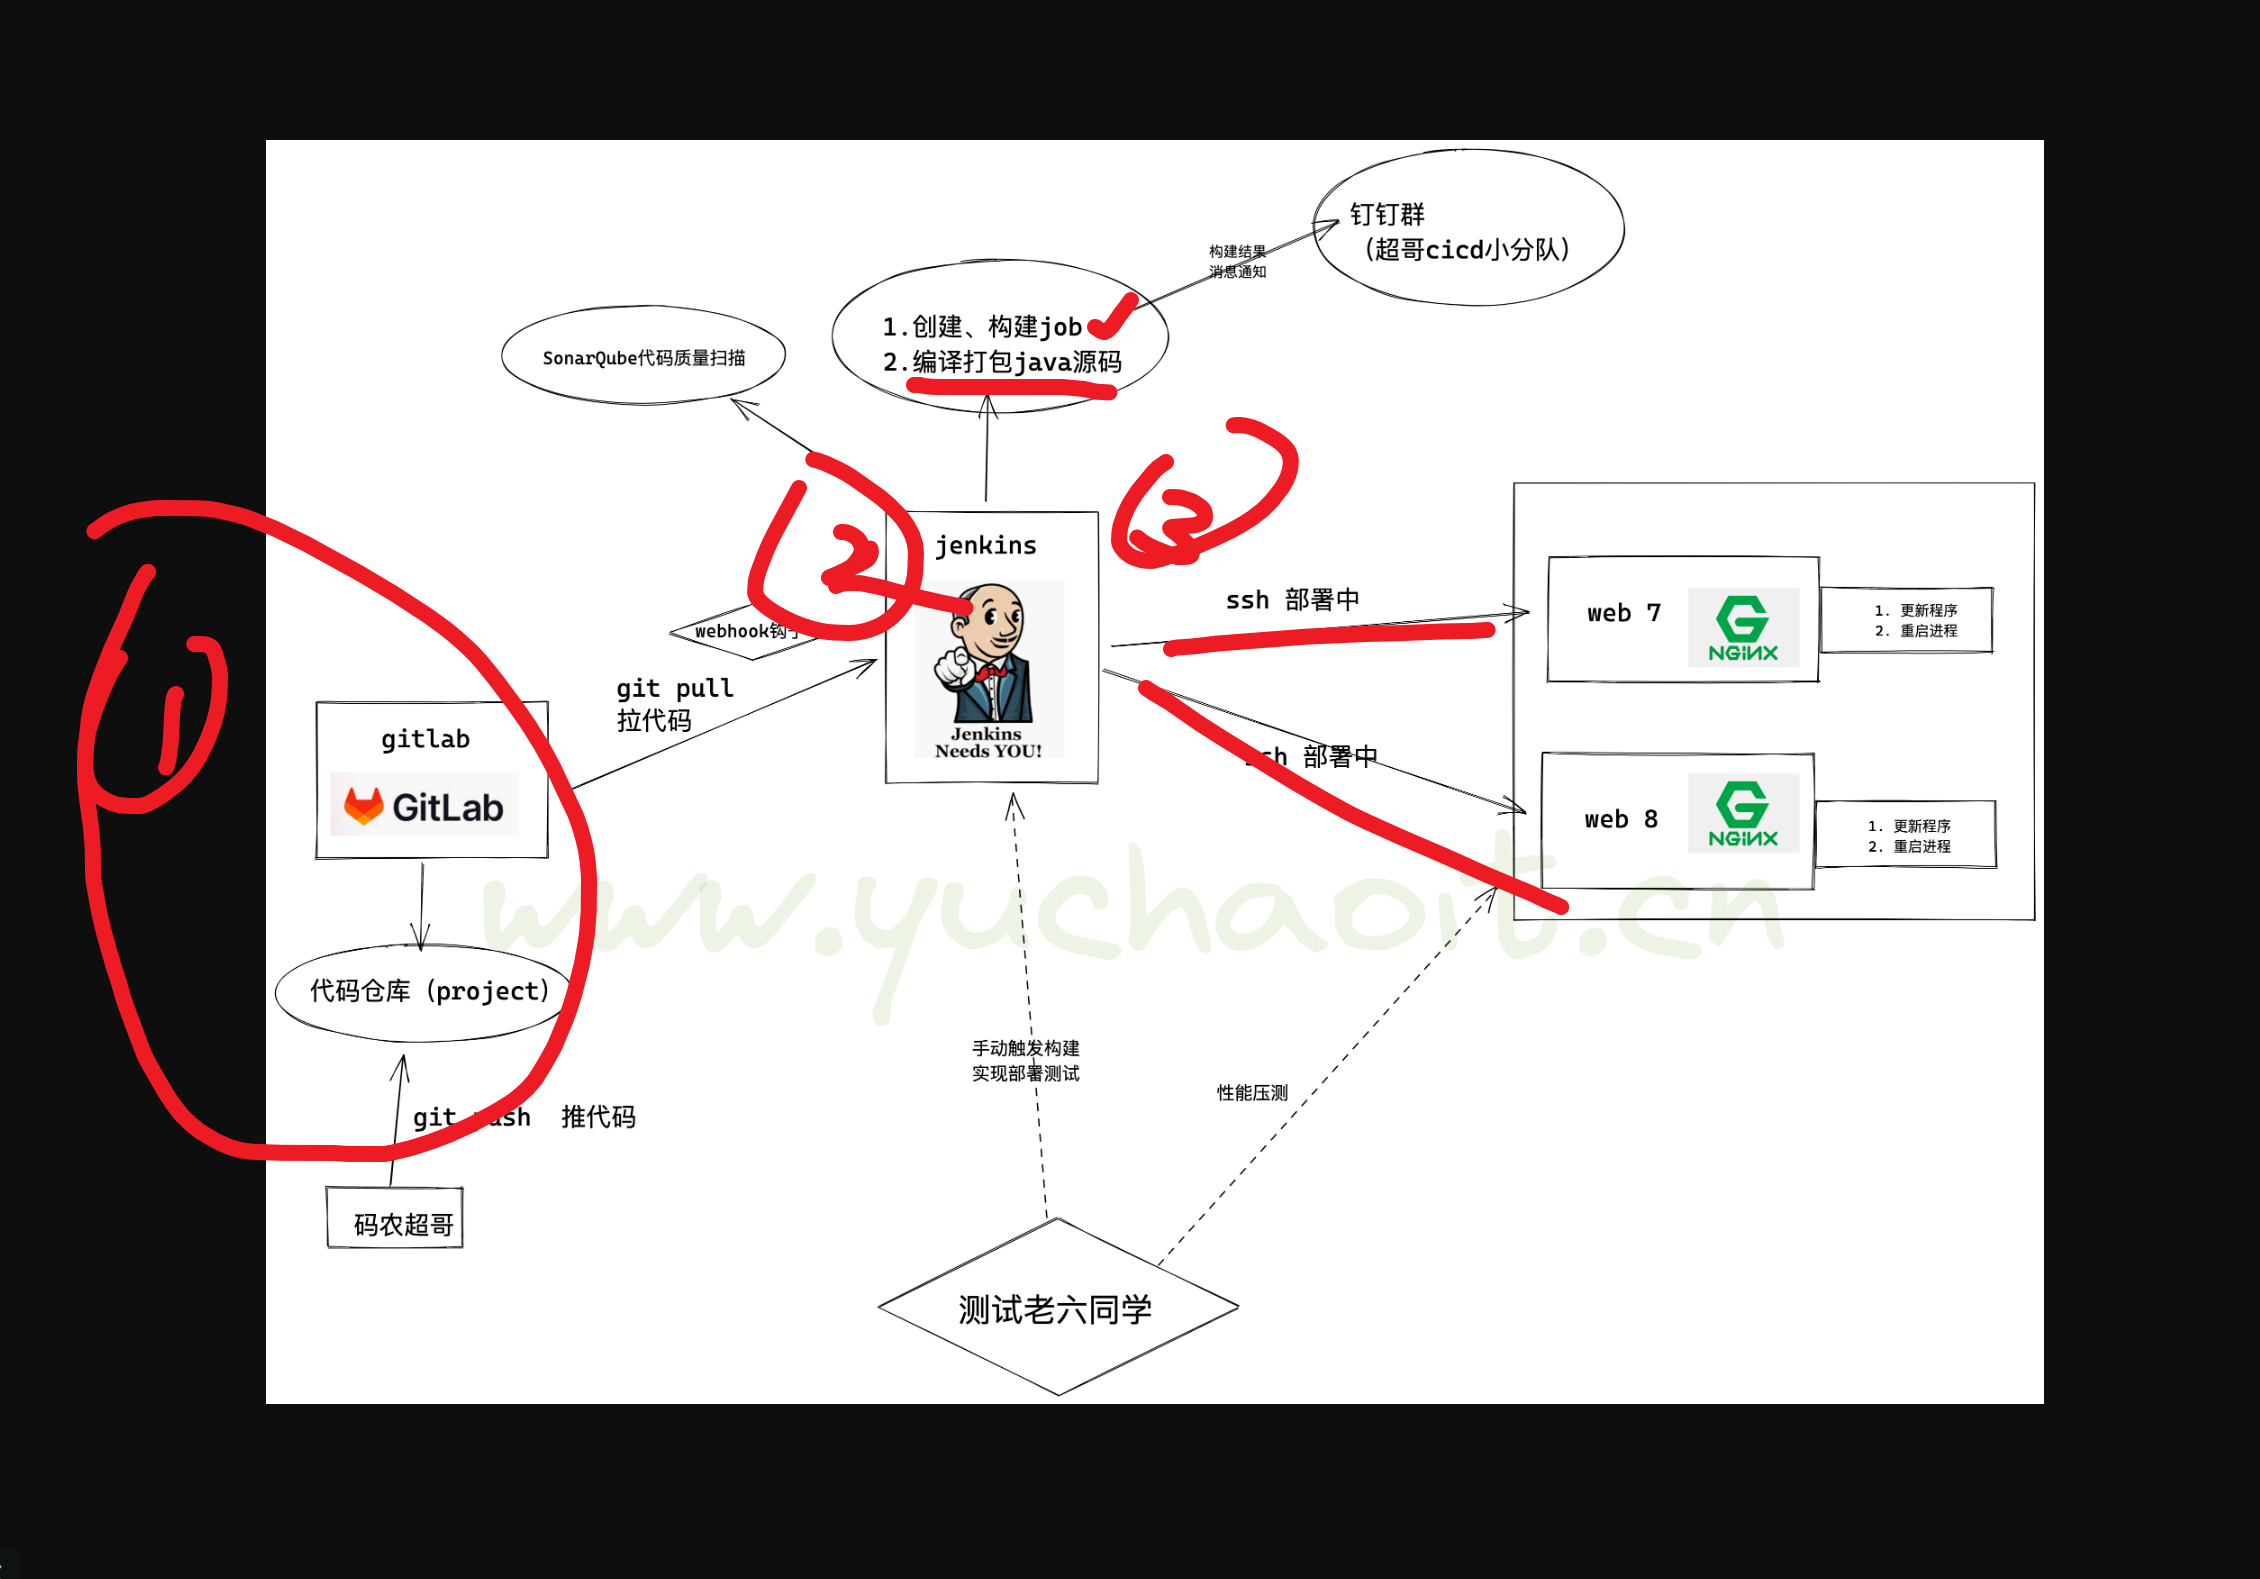 钉钉群
（超哥cicd小分队）
构建结果
消息通知
1.创建、构建job
2.编译打包java源码
SonarQube代码质量扫描
2
3
jenkins
webhook钩子
Jenkins
Needs YOU!
ssh 部署中
web 7
NGiNX
1. 更新程序
2. 重启进程
git pull
拉代码
1
gitlab
GitLab
ssh 部署中
web 8
NGiNX
1. 更新程序
2. 重启进程
www.yuchaoit.cn
代码仓库（project）
手动触发构建
实现部署测试
性能压测
git push 推代码
码农超哥
测试老六同学